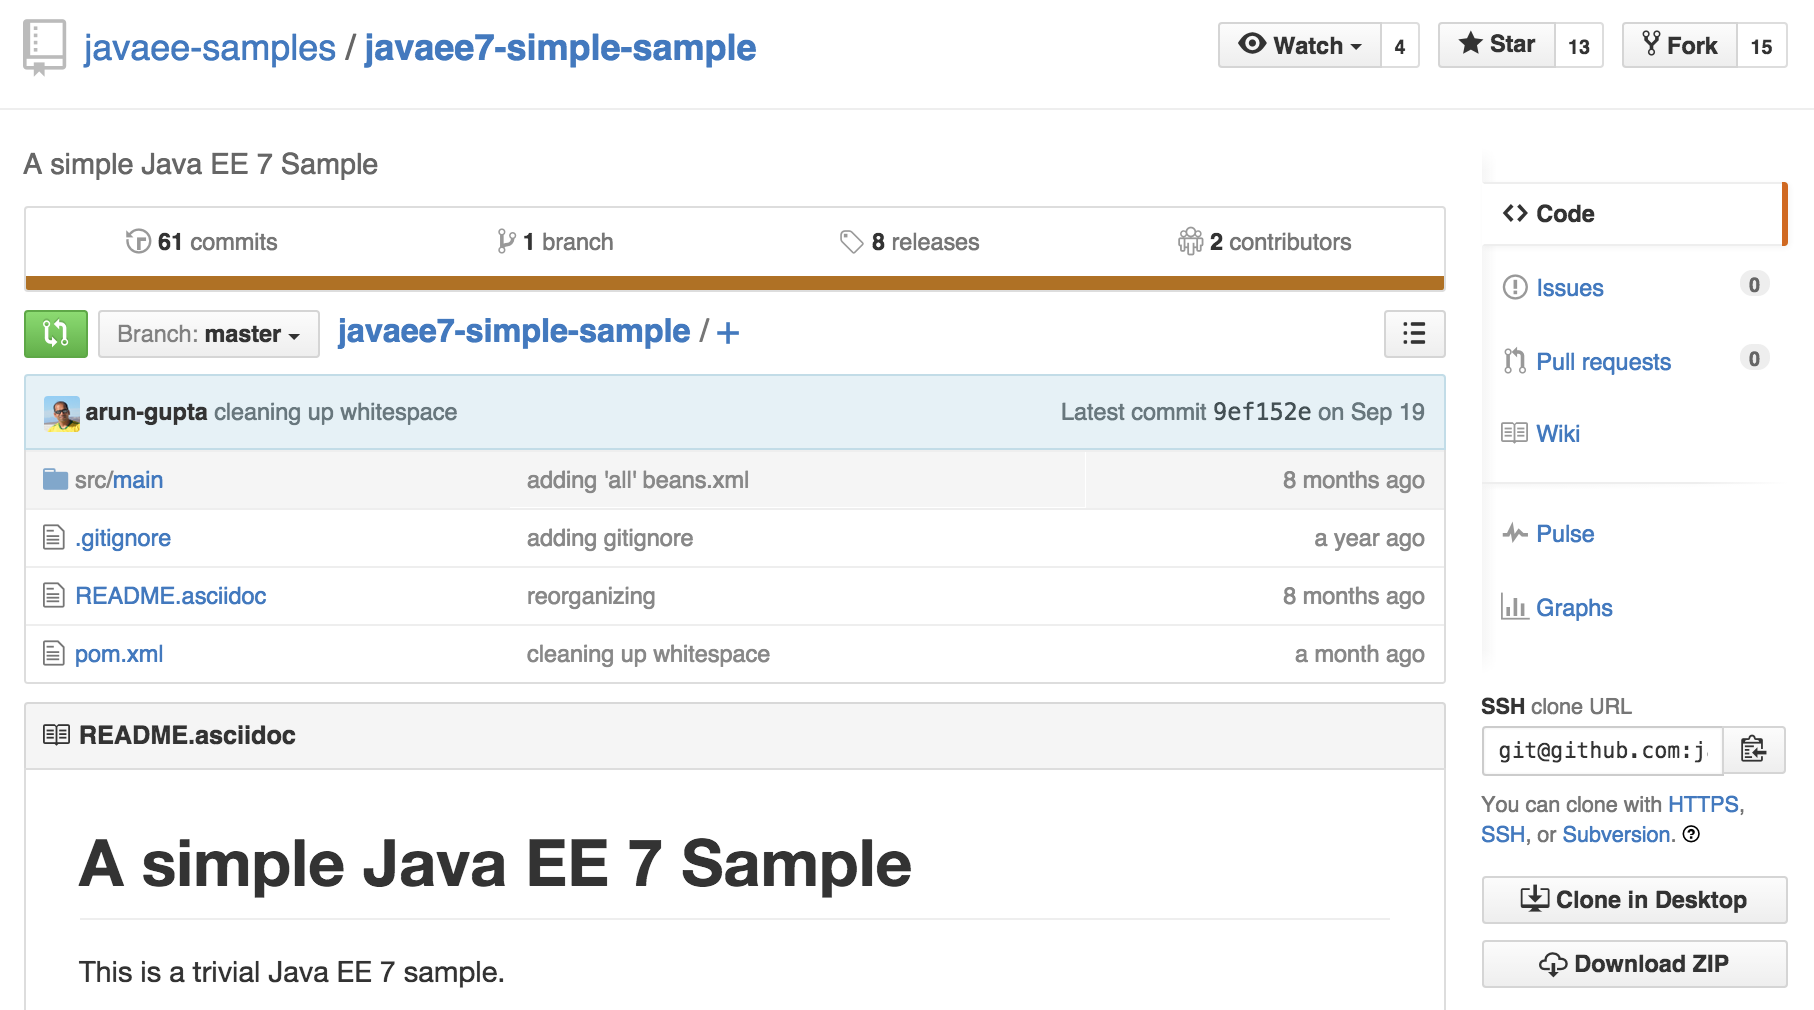 javaee-samples / javaee7-simple-sample
Watch 4
Star 13
Fork 15
A simple Java EE 7 Sample
61 commits
1 branch
8 releases
2 contributors
Branch: master
javaee7-simple-sample / +
arun-gupta cleaning up whitespace
Latest commit 9ef152e on Sep 19
src/main adding 'all' beans.xml 8 months ago
.gitignore adding gitignore a year ago
README.asciidoc reorganizing 8 months ago
pom.xml cleaning up whitespace a month ago
README.asciidoc
A simple Java EE 7 Sample
This is a trivial Java EE 7 sample.
Code
Issues 0
Pull requests 0
Wiki
Pulse
Graphs
SSH clone URL
git@github.com:j
You can clone with HTTPS,
SSH, or Subversion.
Clone in Desktop
Download ZIP